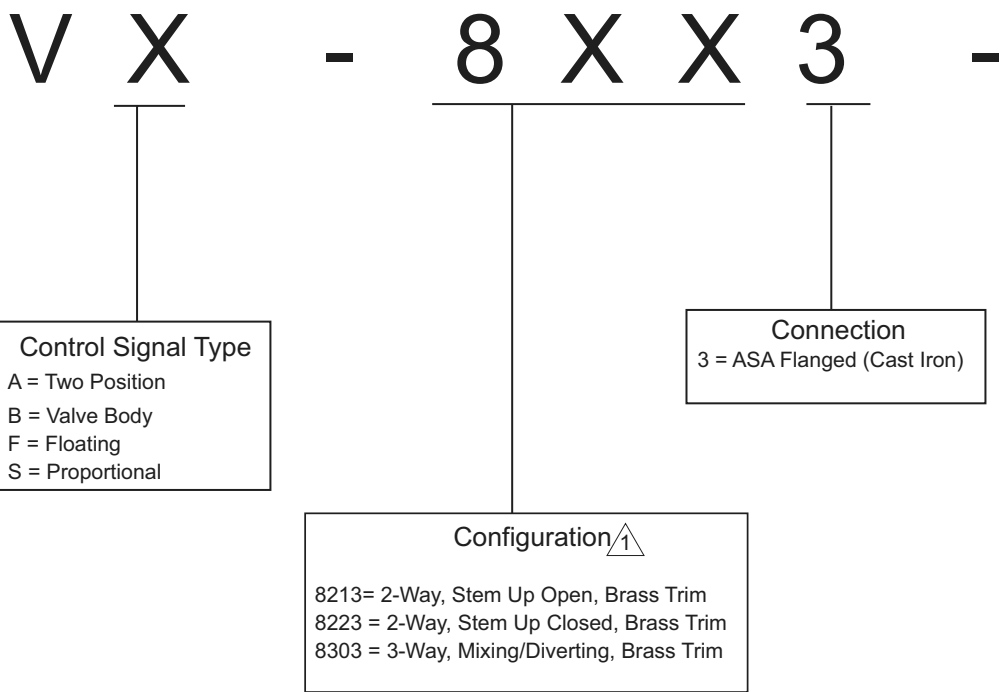 V X - 8 X X 3 -
Control Signal Type
A = Two Position
B = Valve Body
F = Floating
S = Proportional
Connection
3 = ASA Flanged (Cast Iron)
Configuration 1
8213= 2-Way, Stem Up Open, Brass Trim
8223 = 2-Way, Stem Up Closed, Brass Trim
8303 = 3-Way, Mixing/Diverting, Brass Trim